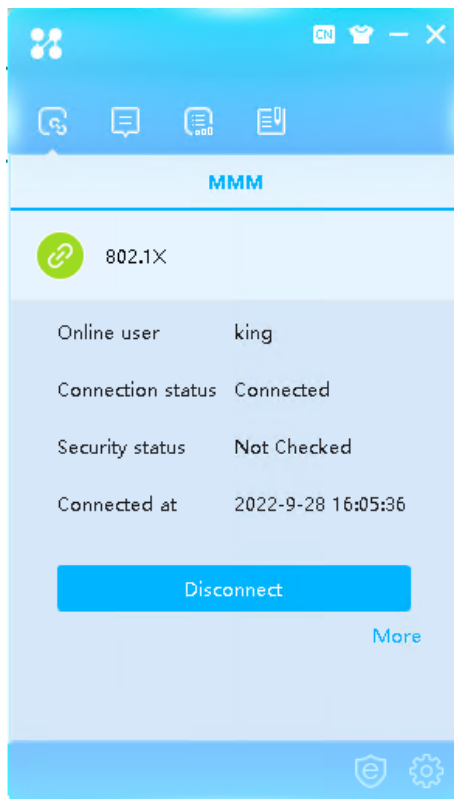 CN
MMM
802.1X
Online user king
Connection status Connected
Security status Not Checked
Connected at 2022-9-28 16:05:36
Disconnect
More